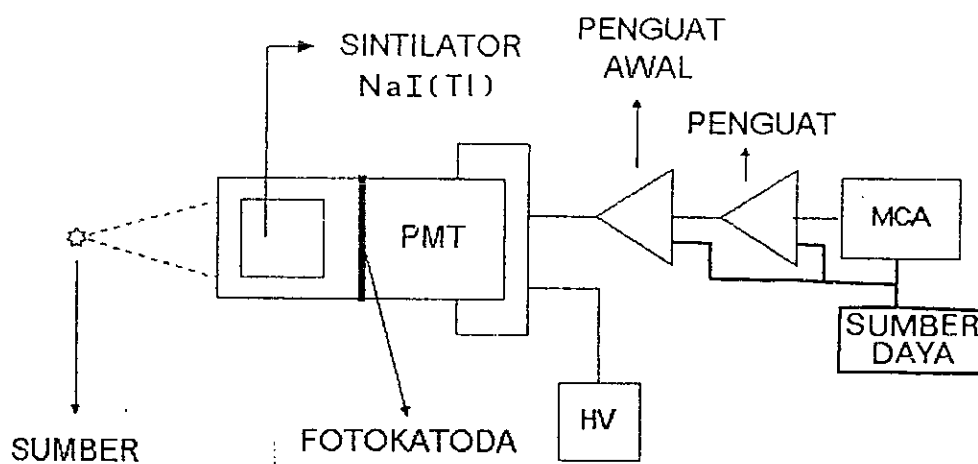 PENGUAT
AWAL
SINTILATOR
NaI(Tl)
PENGUAT
PMT
MCA
SUMBER
DAYA
HV
SUMBER
FOTOKATODA